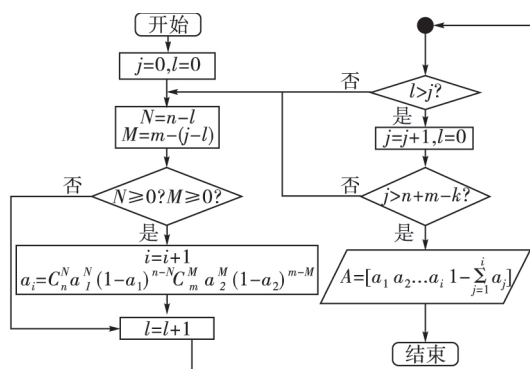 开始
j=0,l=0
N=n-l
M=m-(j-l)
N≥0?M≥0?
否
是
i=i+1
a_i=C_n^N a_1^N (1-a_1)^{n-N} C_m^M a_2^M (1-a_2)^{m-M}
l=l+1
l>j?
否
是
j=j+1,l=0
j>n+m-k?
否
是
A=[a_1 a_2...a_i 1-∑_{j=1}^{i} a_j]
结束